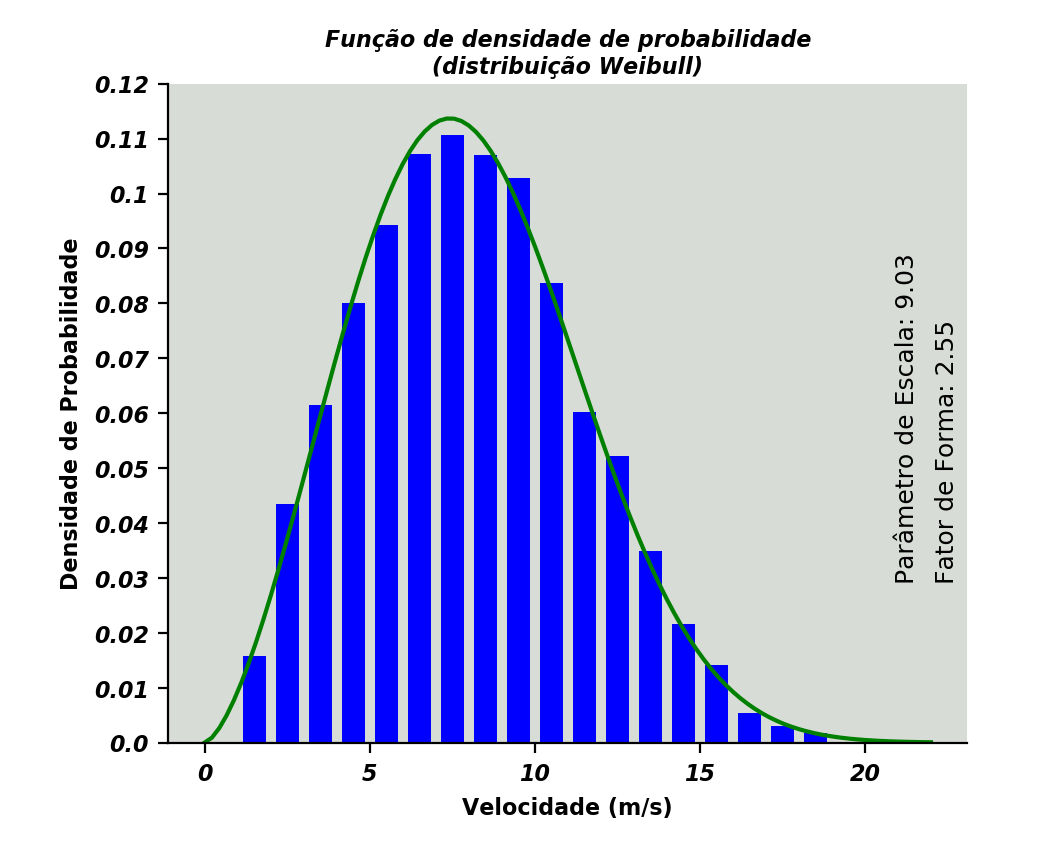 Função de densidade de probabilidade
(distribuição Weibull)
0.12
0.11
0.1
0.09
0.08
0.07
0.06
0.05
0.04
0.03
0.02
0.01
0.0
Densidade de Probabilidade
Parâmetro de Escala: 9.03
Fator de Forma: 2.55
0 5 10 15 20
Velocidade (m/s)